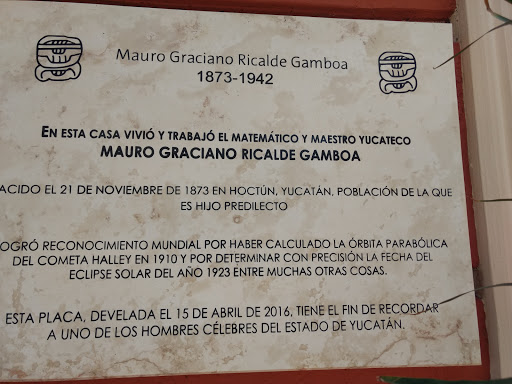 Mauro Graciano Ricalde Gamboa
1873-1942
EN ESTA CASA VIVIÓ Y TRABAJÓ EL MATEMÁTICO Y MAESTRO YUCATECO
MAURO GRACIANO RICALDE GAMBOA
ACIDO EL 21 DE NOVIEMBRE DE 1873 EN HOCTÚN, YUCATÁN, POBLACIÓN DE LA QUE
ES HIJO PREDILECTO
OGRÓ RECONOCIMIENTO MUNDIAL POR HABER CALCULADO LA ÓRBITA PARABÓLICA
DEL COMETA HALLEY EN 1910 Y POR DETERMINAR CON PRECISIÓN LA FECHA DEL
ECLIPSE SOLAR DEL AÑO 1923 ENTRE MUCHAS OTRAS COSAS.
ESTA PLACA, DEVELADA EL 15 DE ABRIL DE 2016, TIENE EL FIN DE RECORDAR
A UNO DE LOS HOMBRES CÉLEBRES DEL ESTADO DE YUCATÁN.